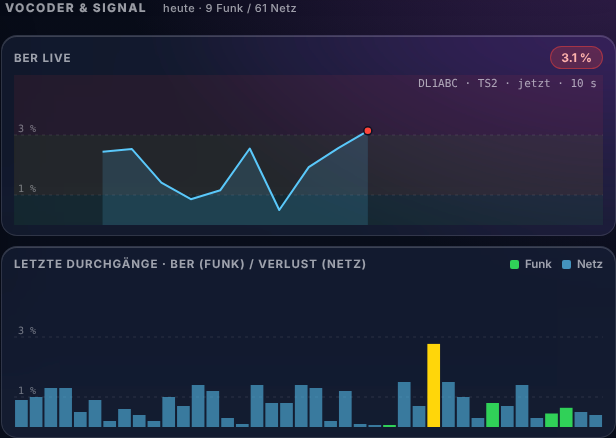 VOCODER & SIGNAL heute · 9 Funk / 61 Netz
BER LIVE 3.1 %
DL1ABC · TS2 · jetzt · 10 s
3 %
1 %
LETZTE DURCHGÄNGE · BER (FUNK) / VERLUST (NETZ) Funk Netz
3 %
1 %